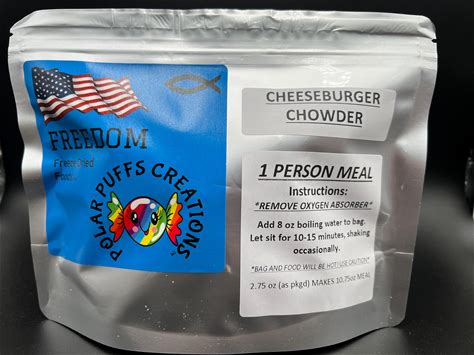 FREEDOM
Freeze Dried
Foods
POLAR PUFFS CREATIONS
CHEESEBURGER
CHOWDER
1 PERSON MEAL
Instructions:
*REMOVE OXYGEN ABSORBER*
Add 8 oz boiling water to bag.
Let sit for 10-15 minutes, shaking
occasionally.
*BAG AND FOOD WILL BE HOT! USE CAUTION*
2.75 oz (as pkgd) MAKES 10.75oz MEAL